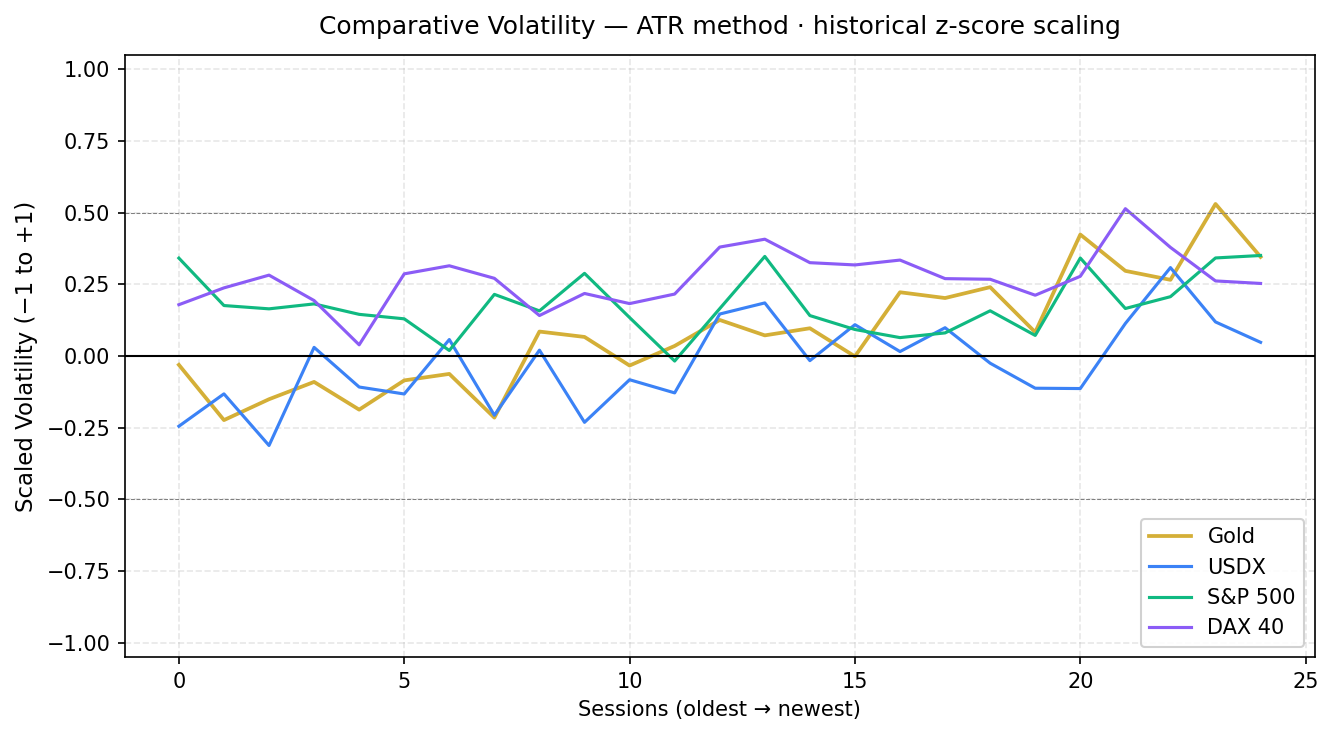 Comparative Volatility — ATR method · historical z-score scaling
Scaled Volatility (−1 to +1)
1.00
0.75
0.50
0.25
0.00
−0.25
−0.50
−0.75
−1.00
Gold
USDX
S&P 500
DAX 40
0 5 10 15 20 25
Sessions (oldest → newest)